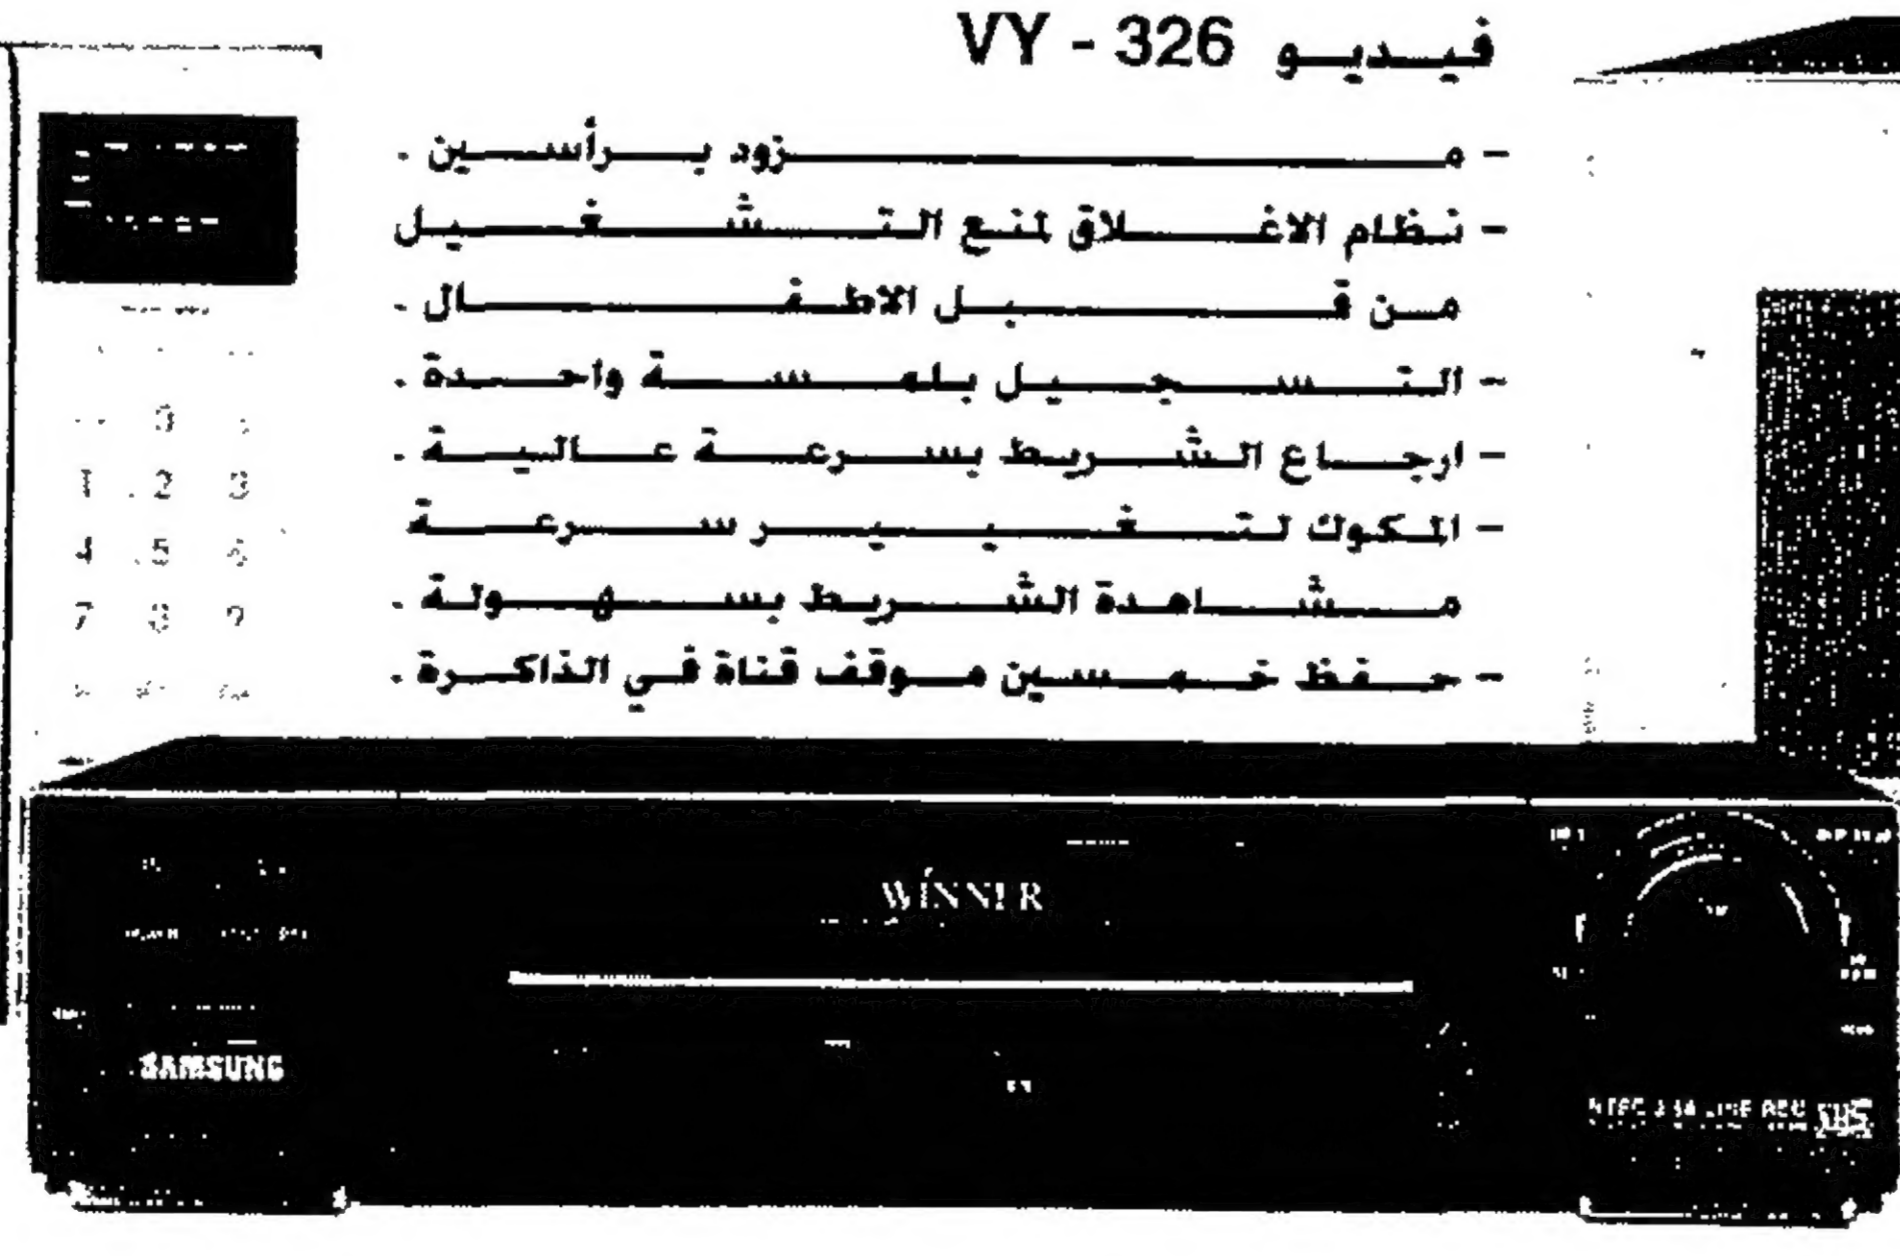 فيديو VY - 326
- مزود برأسين .
- نظام الاغلاق لمنع التشغيل
من قبل الاطفال .
- التسجيل بلمسة واحدة .
- ارجاع الشريط بسرعة عالية .
- المكوك لتغيير سرعة
مشاهدة الشريط بسهولة .
- حفظ خمسين موقف قناة في الذاكرة .
1 2 3
4 5 6
7 8 9
WINNER
SAMSUNG
VHS